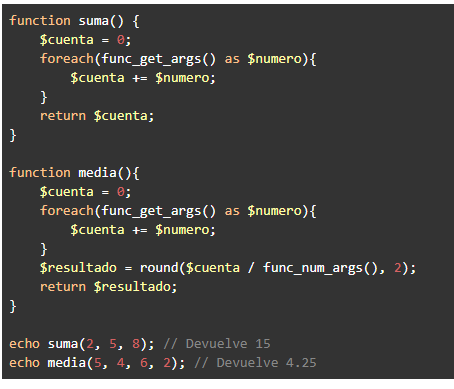 function suma() {
    $cuenta = 0;
    foreach(func_get_args() as $numero){
        $cuenta += $numero;
    }
    return $cuenta;
}

function media(){
    $cuenta = 0;
    foreach(func_get_args() as $numero){
        $cuenta += $numero;
    }
    $resultado = round($cuenta / func_num_args(), 2);
    return $resultado;
}

echo suma(2, 5, 8); // Devuelve 15
echo media(5, 4, 6, 2); // Devuelve 4.25